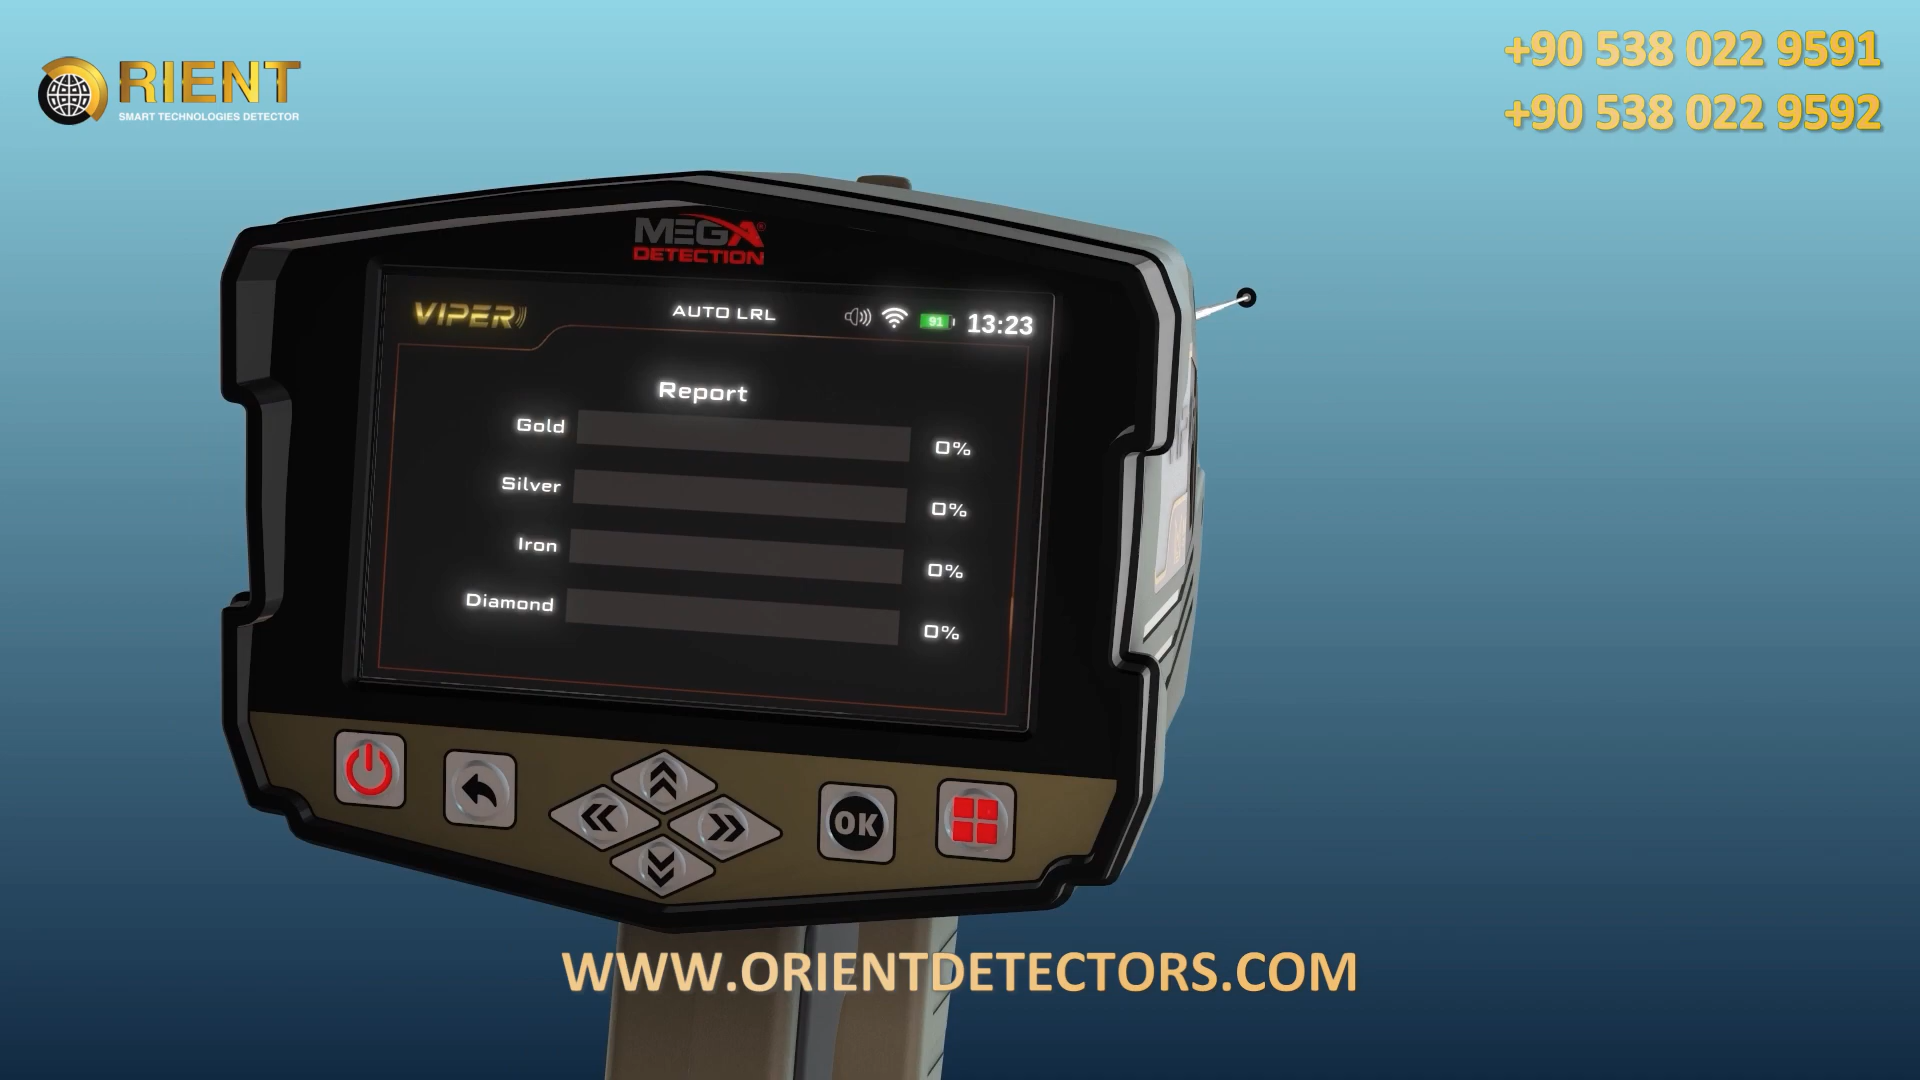 RIENT
SMART TECHNOLOGIES DETECTOR
+90 538 022 9591
+90 538 022 9592
MEGA®
DETECTION
VIPER
AUTO LRL
91
13:23
Report
Gold 0%
Silver 0%
Iron 0%
Diamond 0%
OK
WWW.ORIENTDETECTORS.COM